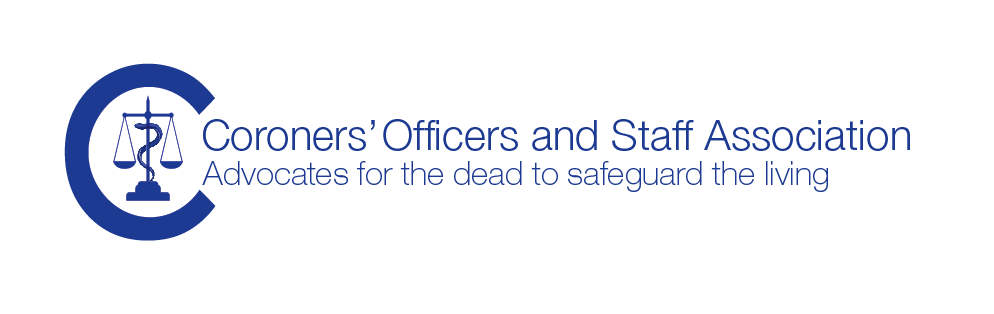 Coroners’ Officers and Staff Association
Advocates for the dead to safeguard the living